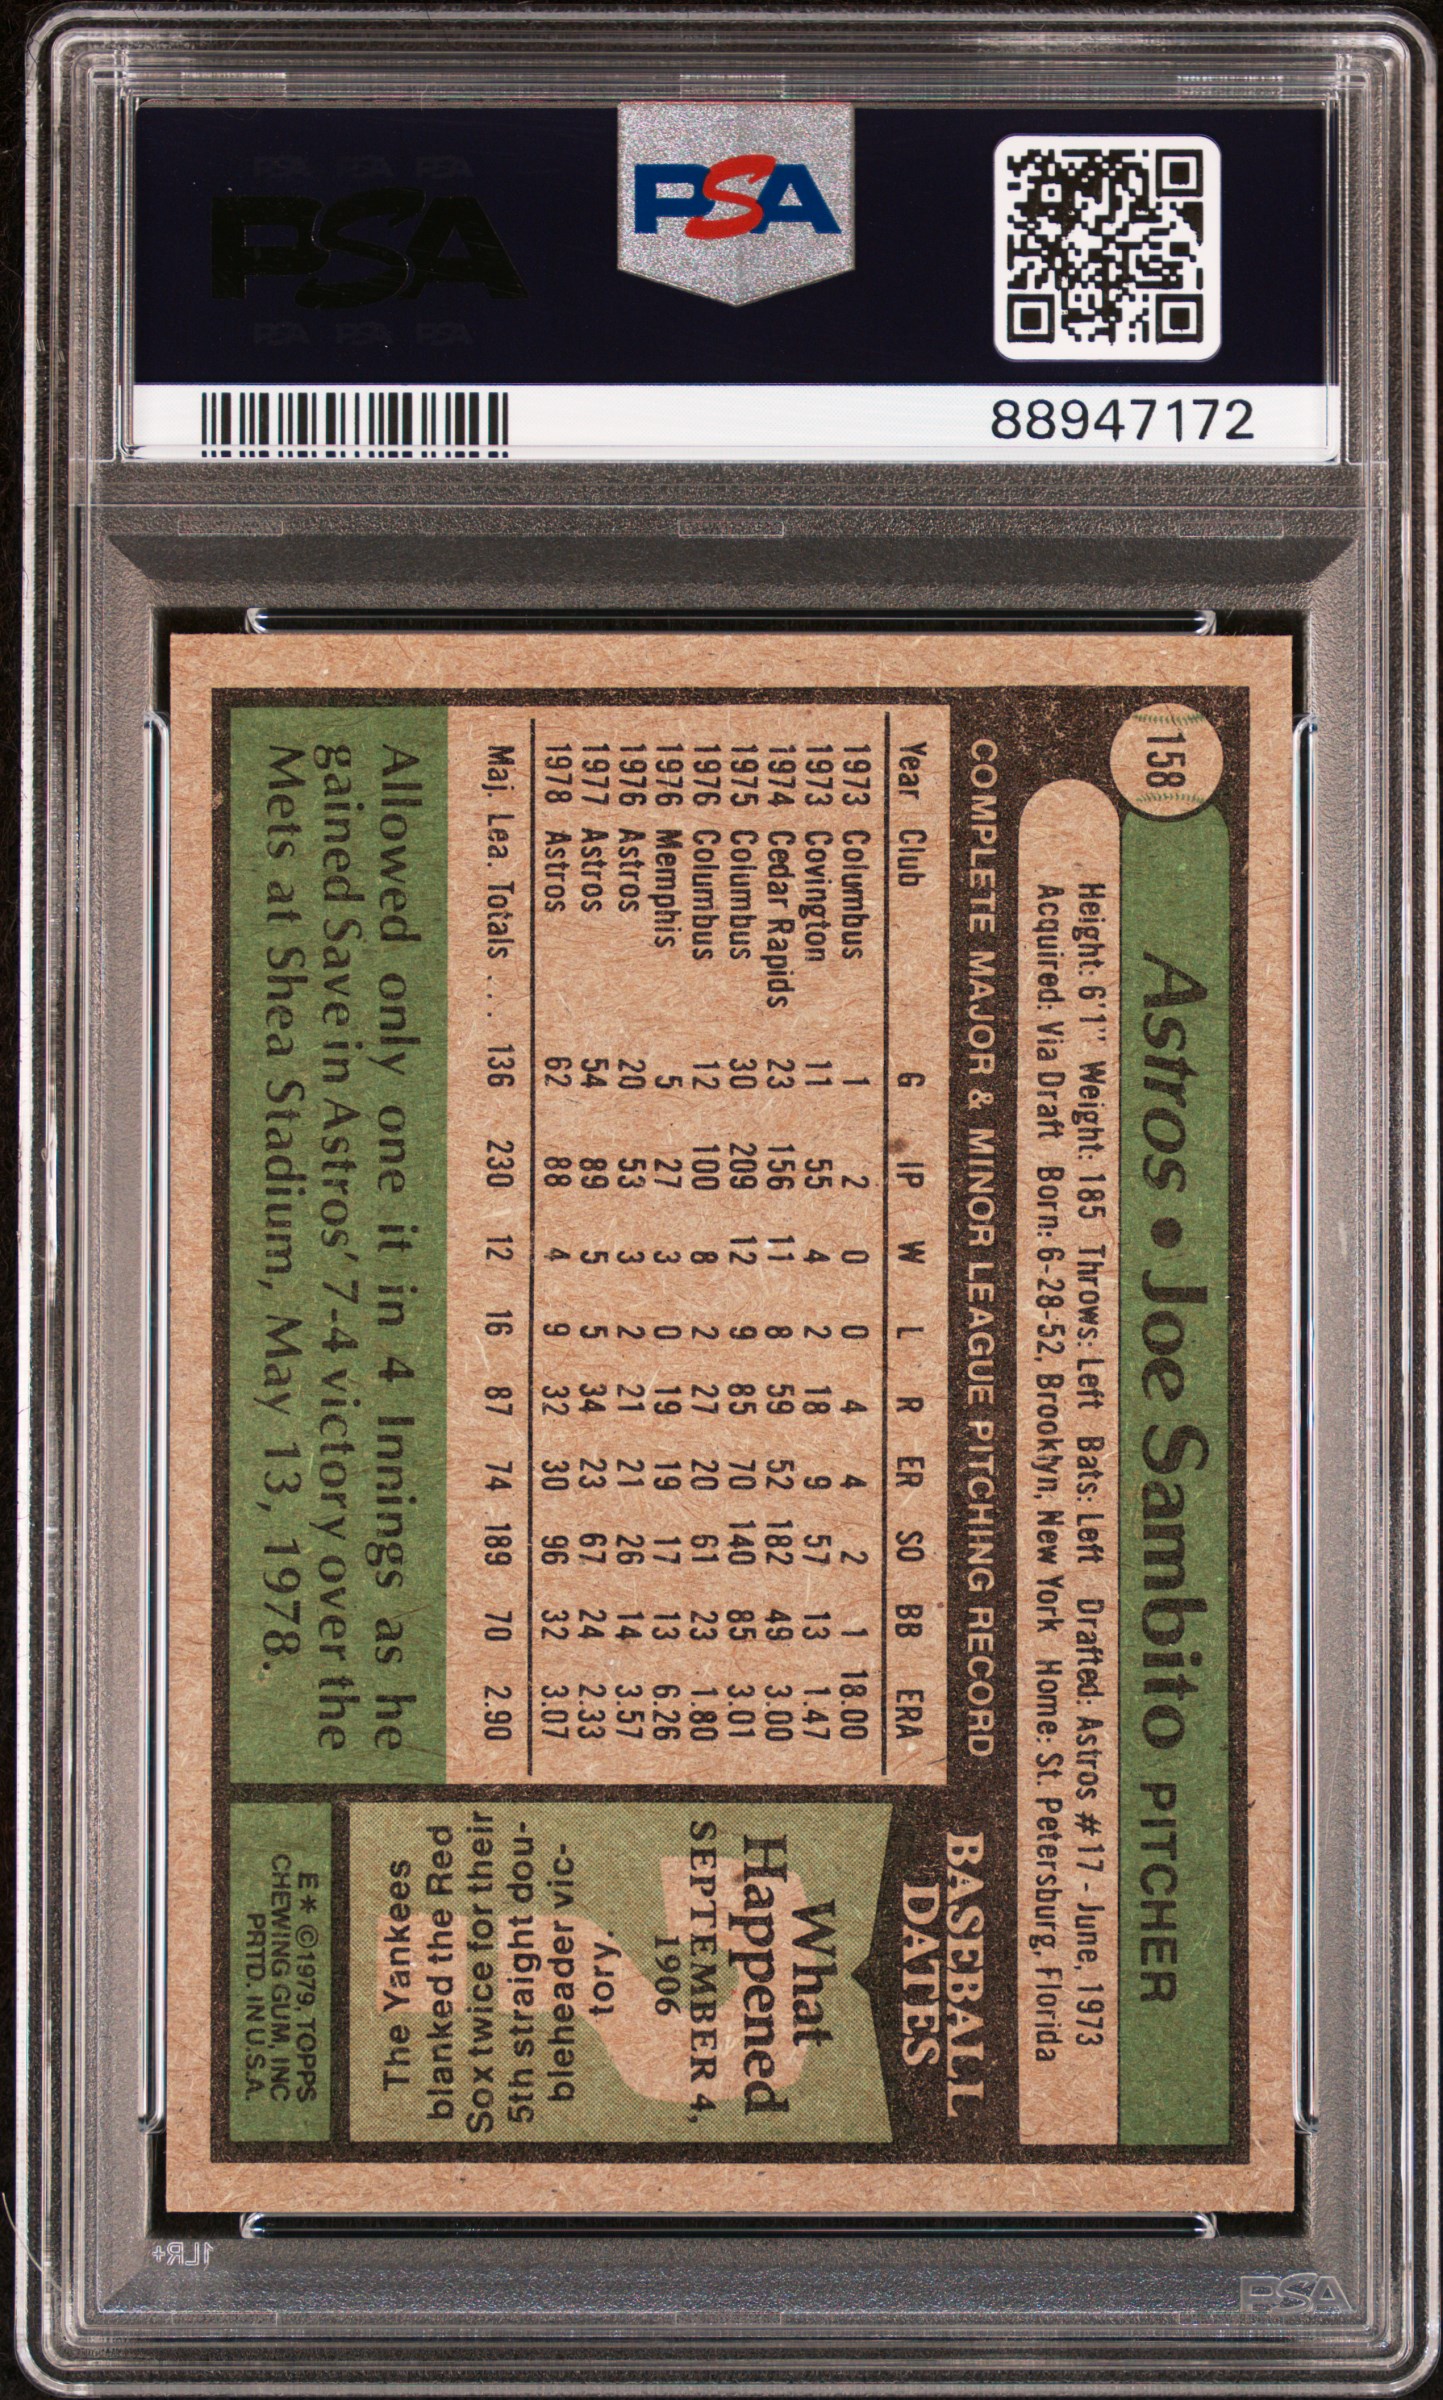 PSA PSA PSA
PSA
PSA PSA PSA
PSA
88947172
158
Astros • Joe Sambito PITCHER
Height: 6'1" Weight: 185 Throws: Left Bats: Left Drafted: Astros #17 - June, 1973
Acquired: Via Draft Born: 6-28-52, Brooklyn, New York Home: St. Petersburg, Florida
COMPLETE MAJOR & MINOR LEAGUE PITCHING RECORD
Year Club G IP W L R ER SO BB ERA
1973 Columbus 1 2 0 0 4 4 2 1 18.00
1973 Covington 11 55 4 2 18 9 57 13 1.47
1974 Cedar Rapids 23 156 11 8 59 52 182 49 3.00
1975 Columbus 30 209 12 9 85 70 140 85 3.01
1976 Columbus 12 100 8 2 27 20 61 23 1.80
1976 Memphis 5 27 3 0 19 19 17 13 6.26
1976 Astros 20 53 3 2 21 21 26 14 3.57
1977 Astros 54 89 5 5 34 23 67 24 2.33
1978 Astros 62 88 4 9 32 30 96 32 3.07
Maj. Lea. Totals . . . 136 230 12 16 87 74 189 70 2.90
Allowed only one it in 4 Innings as he
gained Save in Astros' 7-4 victory over the
Mets at Shea Stadium, May 13, 1978.
BASEBALL
DATES
What
Happened
SEPTEMBER 4,
1906
The Yankees
blanked the Red
Sox twice for their
5th straight dou-
bleheader vic-
tory.
E* ©1979, TOPPS
CHEWING GUM, INC
PRTD. IN U.S.A.
1LR+
PSA